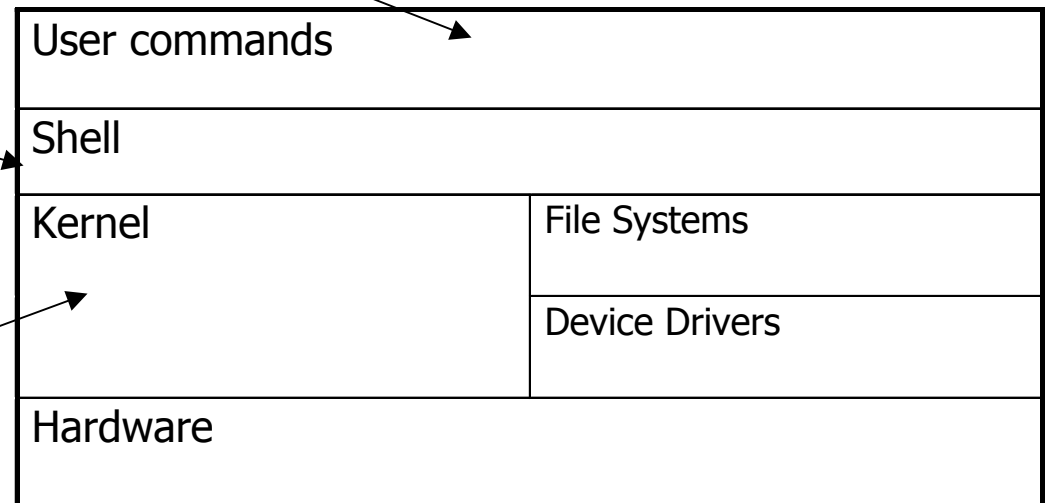 User commands
Shell
Kernel
File Systems
Device Drivers
Hardware